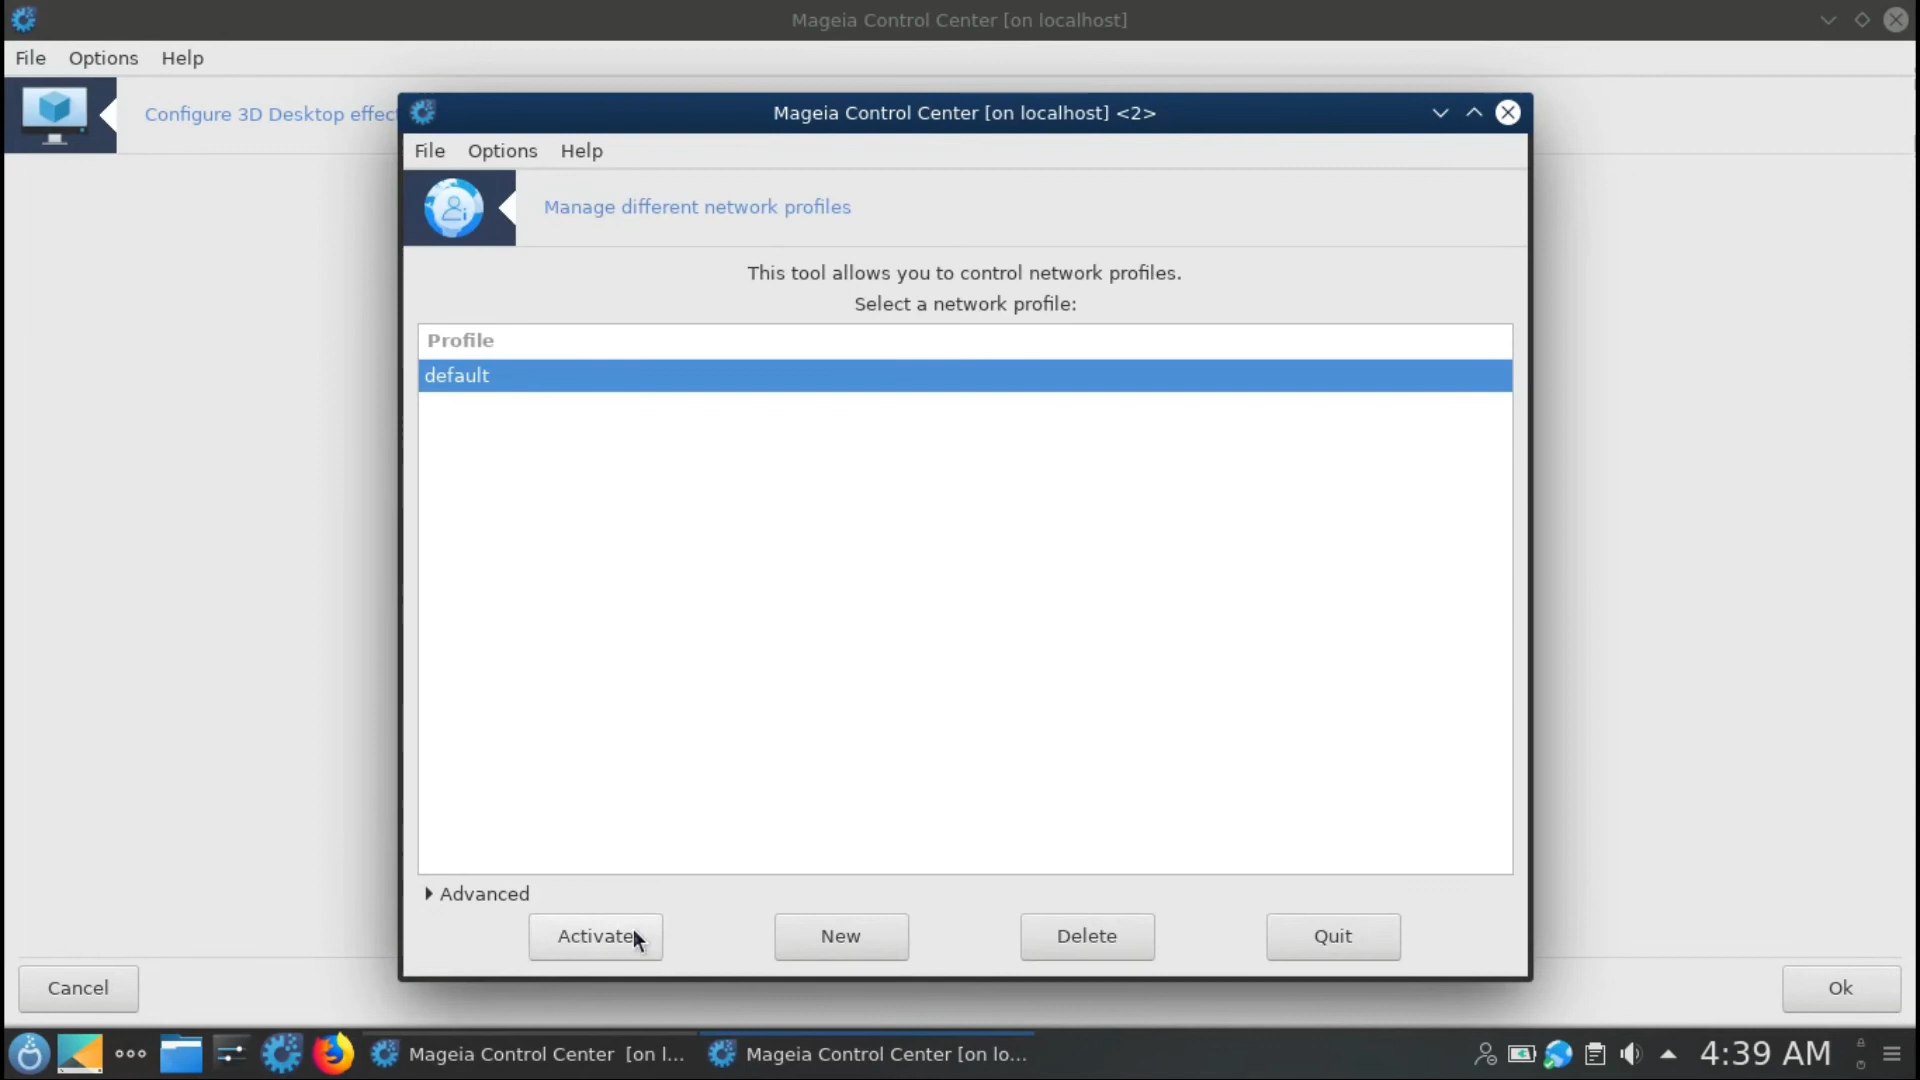 Mageia Control Center [on localhost]
File Options Help
Configure 3D Desktop effec
Mageia Control Center [on localhost] <2>
File Options Help
Manage different network profiles
This tool allows you to control network profiles.
Select a network profile:
Profile
default
Advanced
Activate New Delete Quit
Cancel Ok
Mageia Control Center [on l... Mageia Control Center [on lo... 4:39 AM